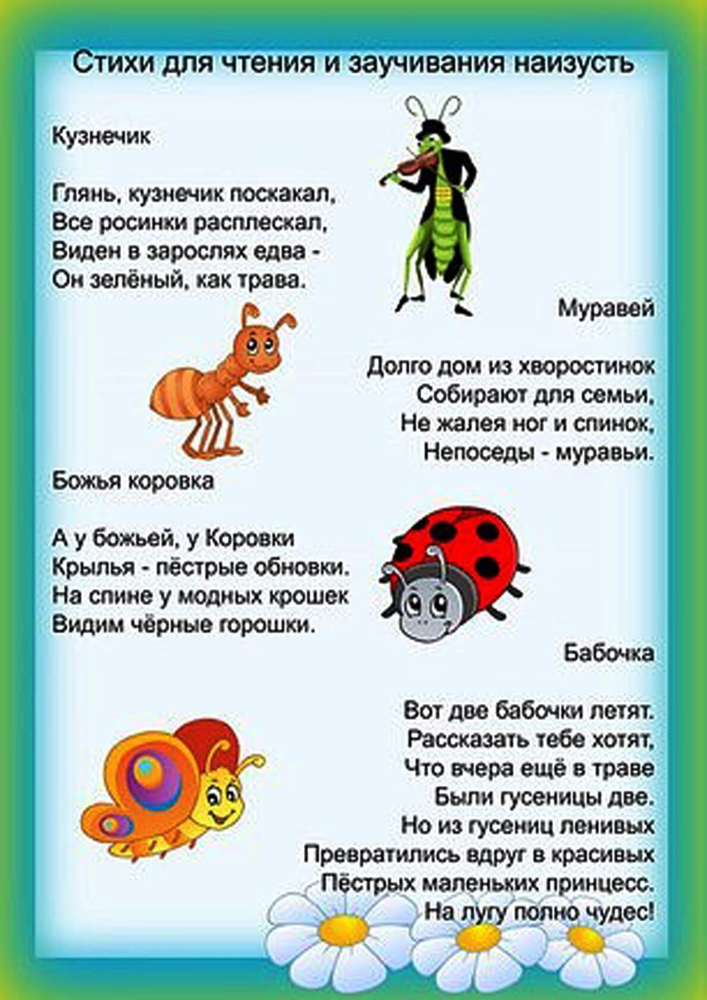 Стихи для чтения и заучивания наизусть
Кузнечик
Глянь, кузнечик поскакал,
Все росинки расплескал,
Виден в зарослях едва -
Он зелёный, как трава.
Муравей
Долго дом из хворостинок
Собирают для семьи,
Не жалея ног и спинок,
Непоседы - муравьи.
Божья коровка
А у божьей, у Коровки
Крылья - пёстрые обновки.
На спине у модных крошек
Видим чёрные горошки.
Бабочка
Вот две бабочки летят.
Рассказать тебе хотят,
Что вчера ещё в траве
Были гусеницы две.
Но из гусениц ленивых
Превратились вдруг в красивых
Пёстрых маленьких принцесс.
На лугу полно чудес!